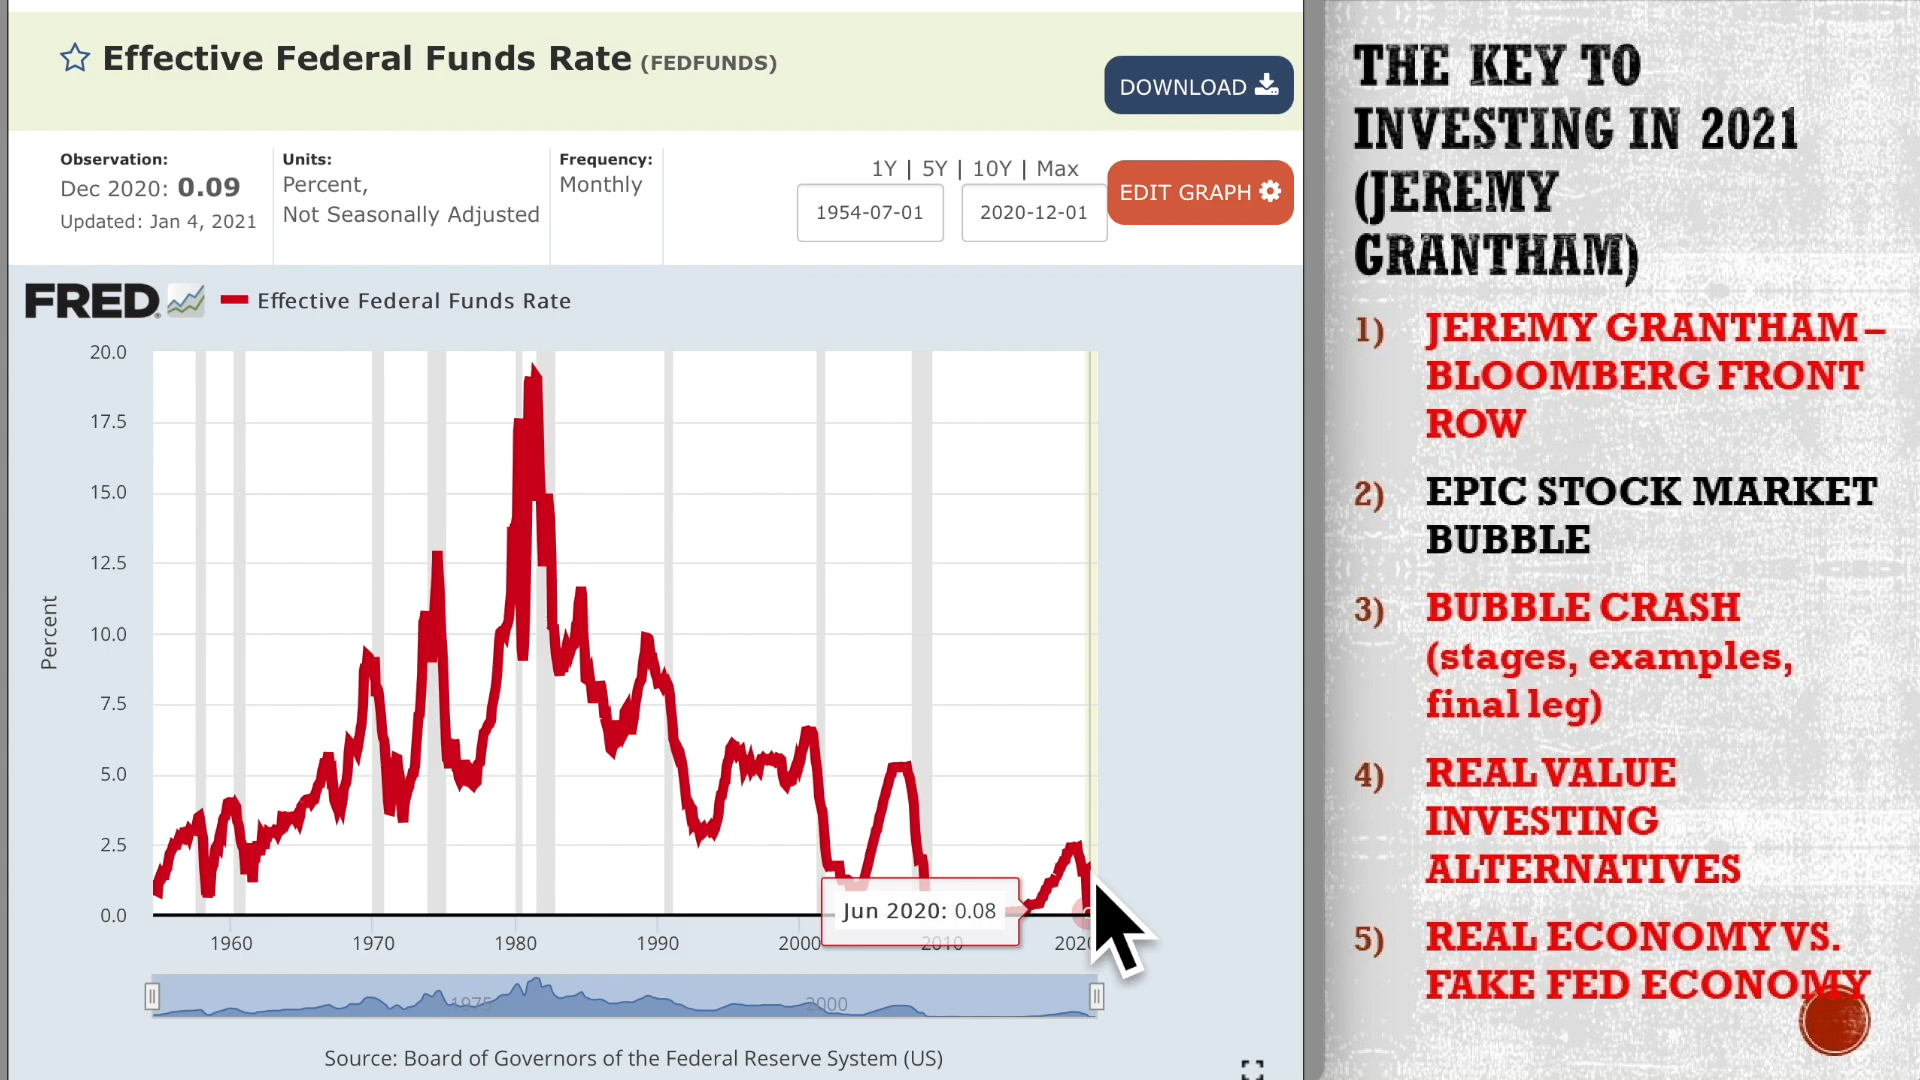 Effective Federal Funds Rate (FEDFUNDS)
DOWNLOAD
Observation:
Dec 2020: 0.09
Updated: Jan 4, 2021
Units:
Percent,
Not Seasonally Adjusted
Frequency:
Monthly
1Y | 5Y | 10Y | Max
1954-07-01
2020-12-01
EDIT GRAPH
FRED
Effective Federal Funds Rate
20.0
17.5
15.0
12.5
10.0
7.5
5.0
2.5
0.0
Percent
Jun 2020: 0.08
1960 1970 1980 1990 2000 2010 2020
1975 2000
Source: Board of Governors of the Federal Reserve System (US)
THE KEY TO
INVESTING IN 2021
(JEREMY
GRANTHAM)
1) JEREMY GRANTHAM –
BLOOMBERG FRONT
ROW
2) EPIC STOCK MARKET
BUBBLE
3) BUBBLE CRASH
(stages, examples,
final leg)
4) REAL VALUE
INVESTING
ALTERNATIVES
5) REAL ECONOMY VS.
FAKE FED ECONOMY